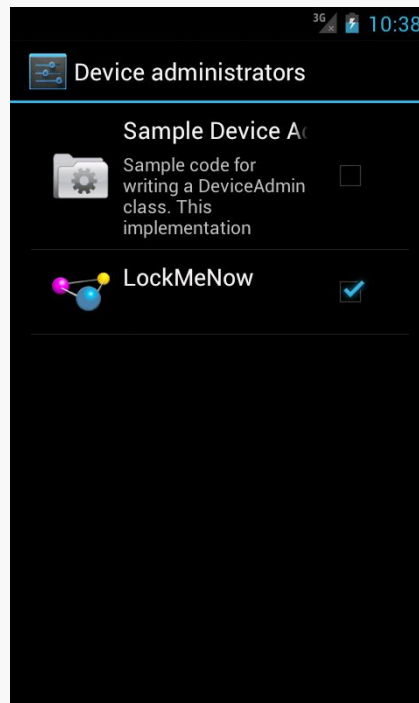 3G 10:38
Device administrators
Sample Device A
Sample code for
writing a DeviceAdmin
class. This
implementation
LockMeNow